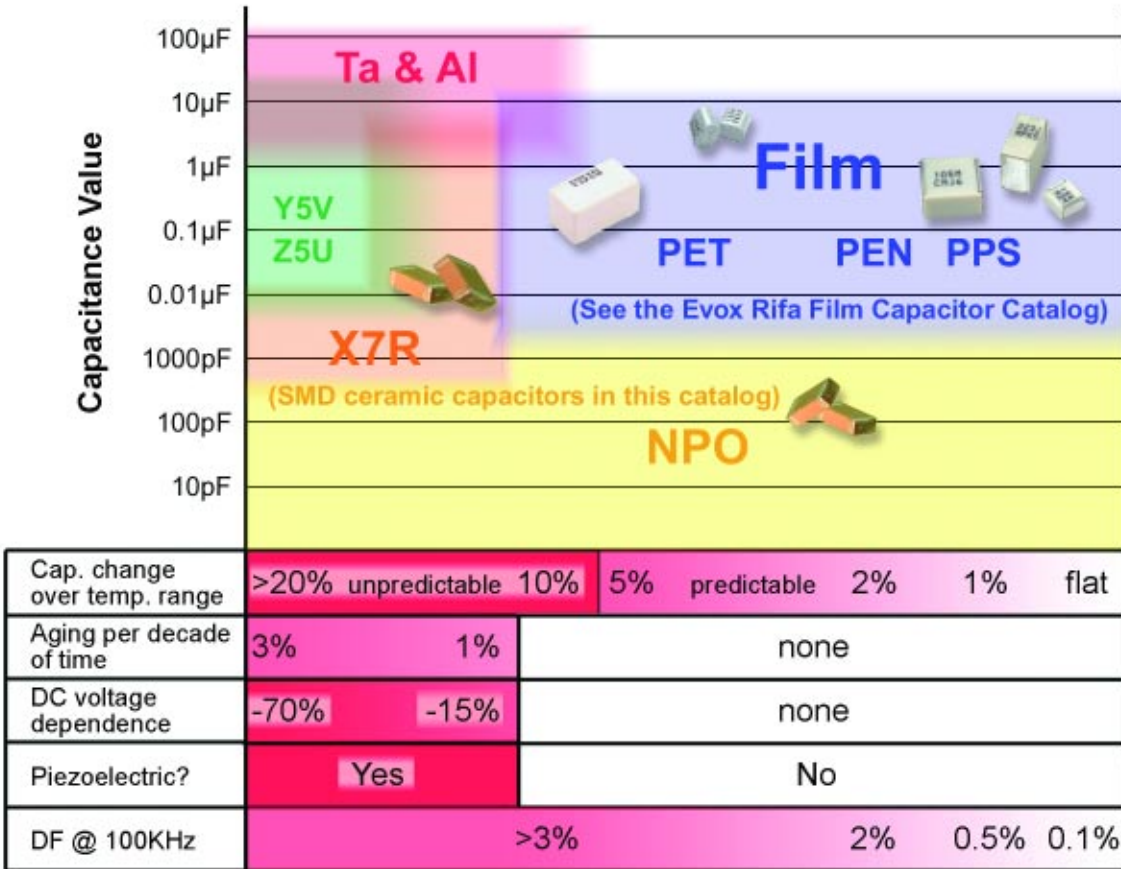 Capacitance Value
100µF
10µF
1µF
0.1µF
0.01µF
1000pF
100pF
10pF
Ta & Al
Film
Y5V
Z5U
PET PEN PPS
(See the Evox Rifa Film Capacitor Catalog)
X7R
(SMD ceramic capacitors in this catalog)
NPO
Cap. change
over temp. range
>20% unpredictable 10% 5% predictable 2% 1% flat
Aging per decade
of time
3% 1% none
DC voltage
dependence
-70% -15% none
Piezoelectric? Yes No
DF @ 100KHz >3% 2% 0.5% 0.1%